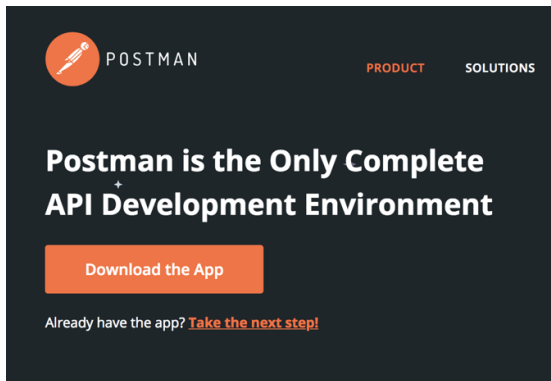 POSTMAN
PRODUCT
SOLUTIONS
Postman is the Only Complete
API Development Environment
Download the App
Already have the app? Take the next step!